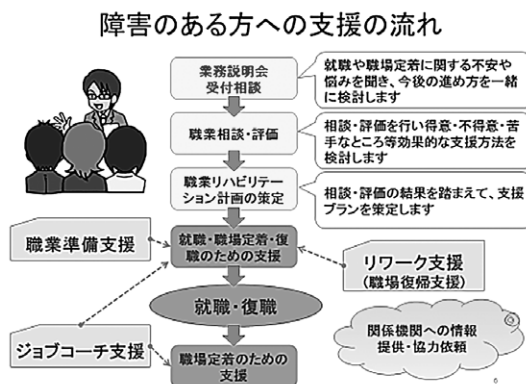 障害のある方への支援の流れ
業務説明会
受付相談
就職や職場定着に関する不安や
悩みを聞き、今後の進め方を一緒
に検討します
職業相談・評価
相談・評価を行い得意・不得意・苦
手なところ等効果的な支援方法を
検討します
職業リハビリテー
ション計画の策定
相談・評価の結果を踏まえて、支援
プランを策定します
職業準備支援
就職・職場定着・復
職のための支援
リワーク支援
(職場復帰支援)
就職・復職
ジョブコーチ支援
職場定着のための
支援
関係機関への情報
提供・協力依頼
6